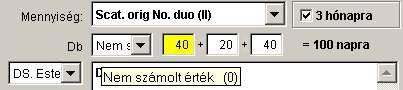 Mennyiség: Scat. orig No. duo (II) 3 hónapra
Db Nem s 40 + 20 + 40 = 100 napra
DS. Este
Nem számolt érték (0)